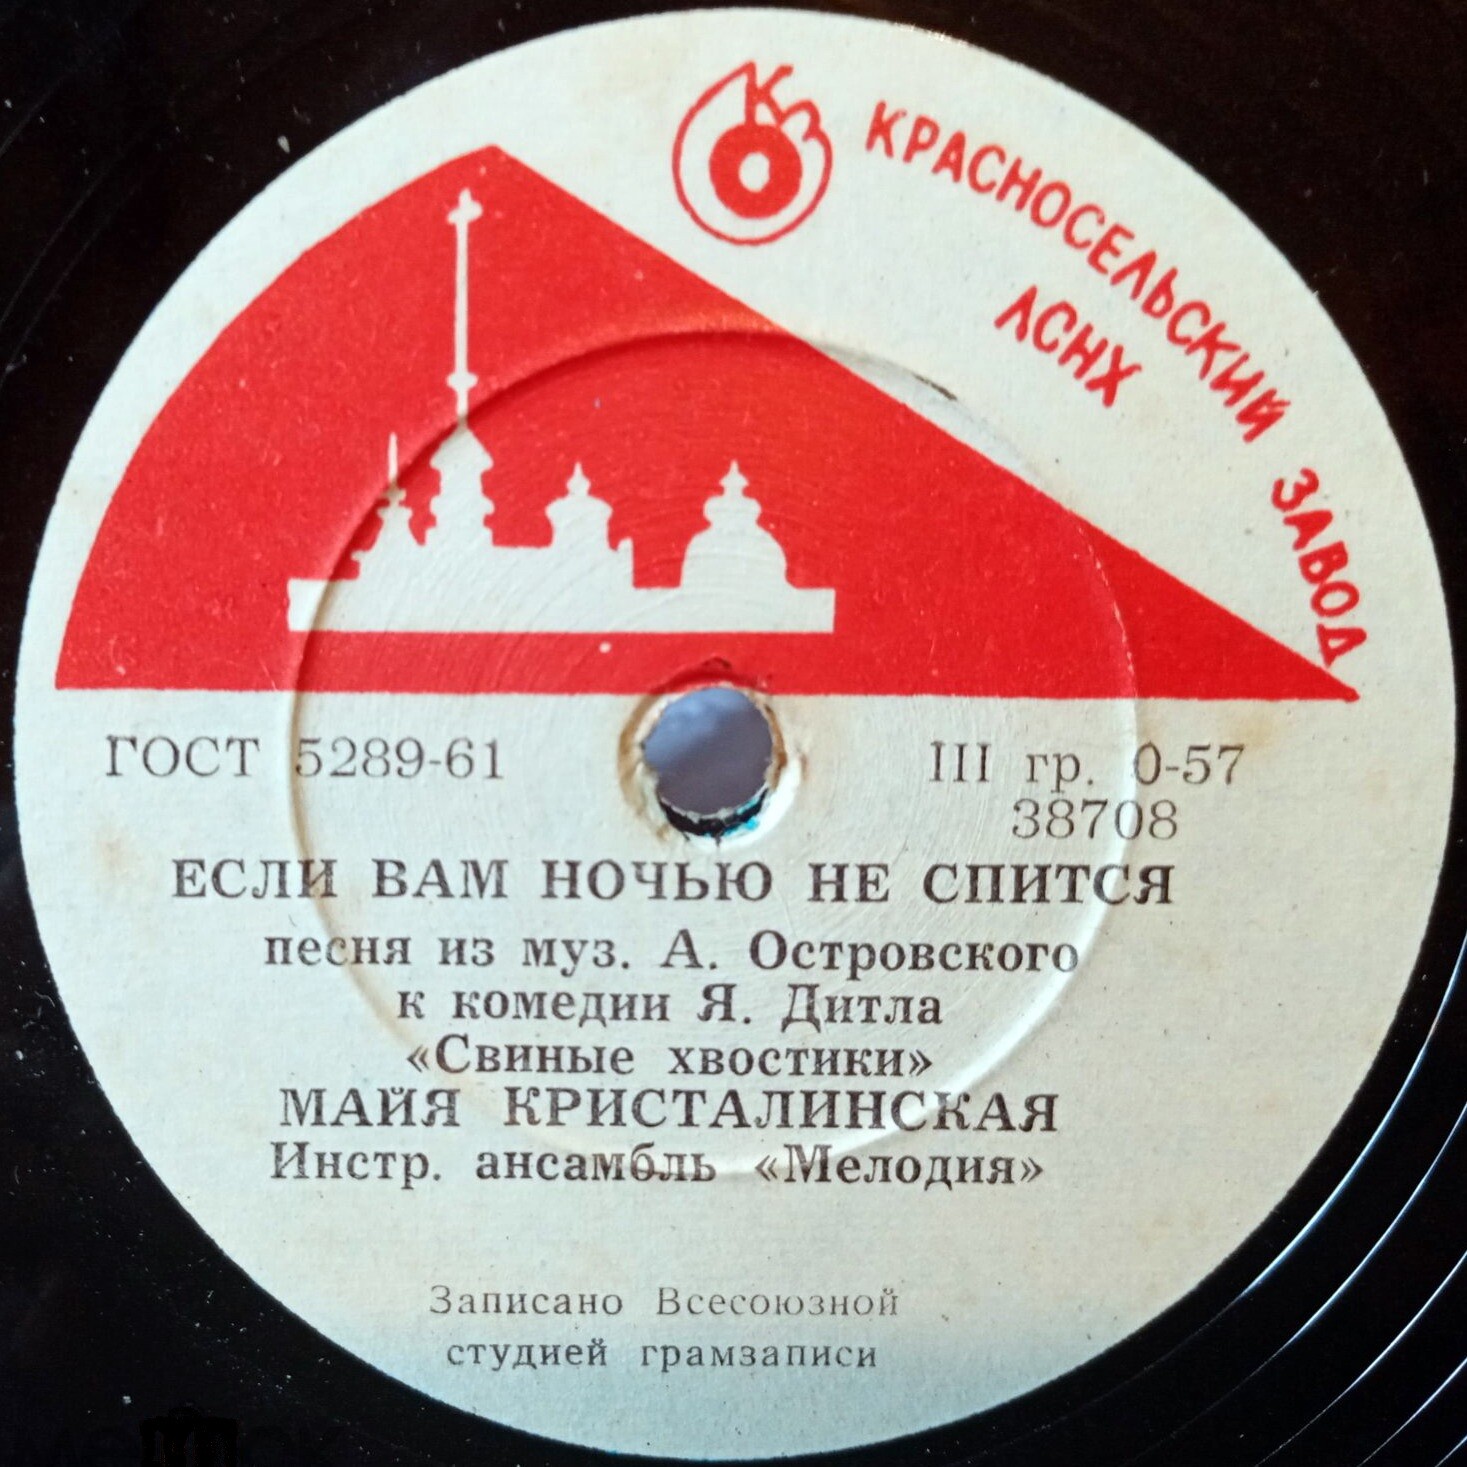 КРАСНОСЕЛЬСКИЙ ЗАВОД
ЛСНХ
ГОСТ 5289-61
III гр. 0-57
38708
ЕСЛИ ВАМ НОЧЬЮ НЕ СПИТСЯ
песня из муз. А. Островского
к комедии Я. Дитла
«Свиные хвостики»
МАЙЯ КРИСТАЛИНСКАЯ
Инстр. ансамбль «Мелодия»
Записано Всесоюзной
студией грамзаписи